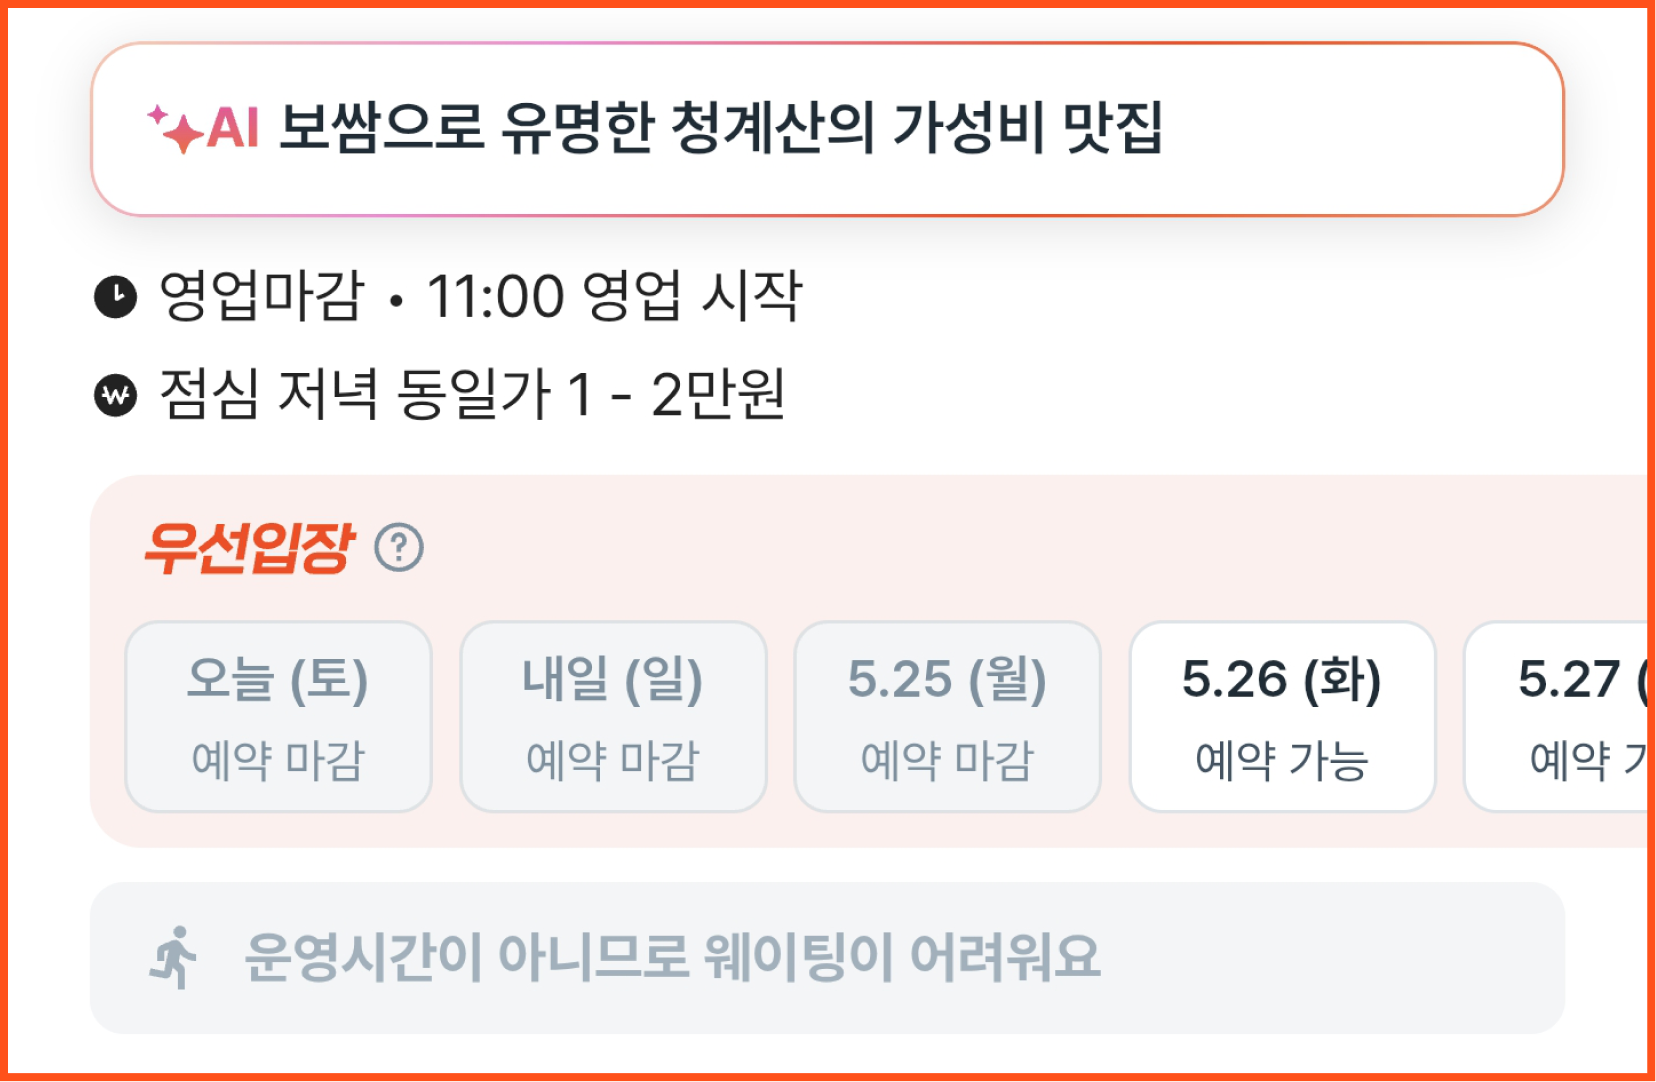 AI 보쌈으로 유명한 청계산의 가성비 맛집
영업마감 • 11:00 영업 시작
점심 저녁 동일가 1 - 2만원
우선입장 ?
오늘 (토) 내일 (일) 5.25 (월) 5.26 (화) 5.27 (
예약 마감 예약 마감 예약 마감 예약 가능 예약
운영시간이 아니므로 웨이팅이 어려워요